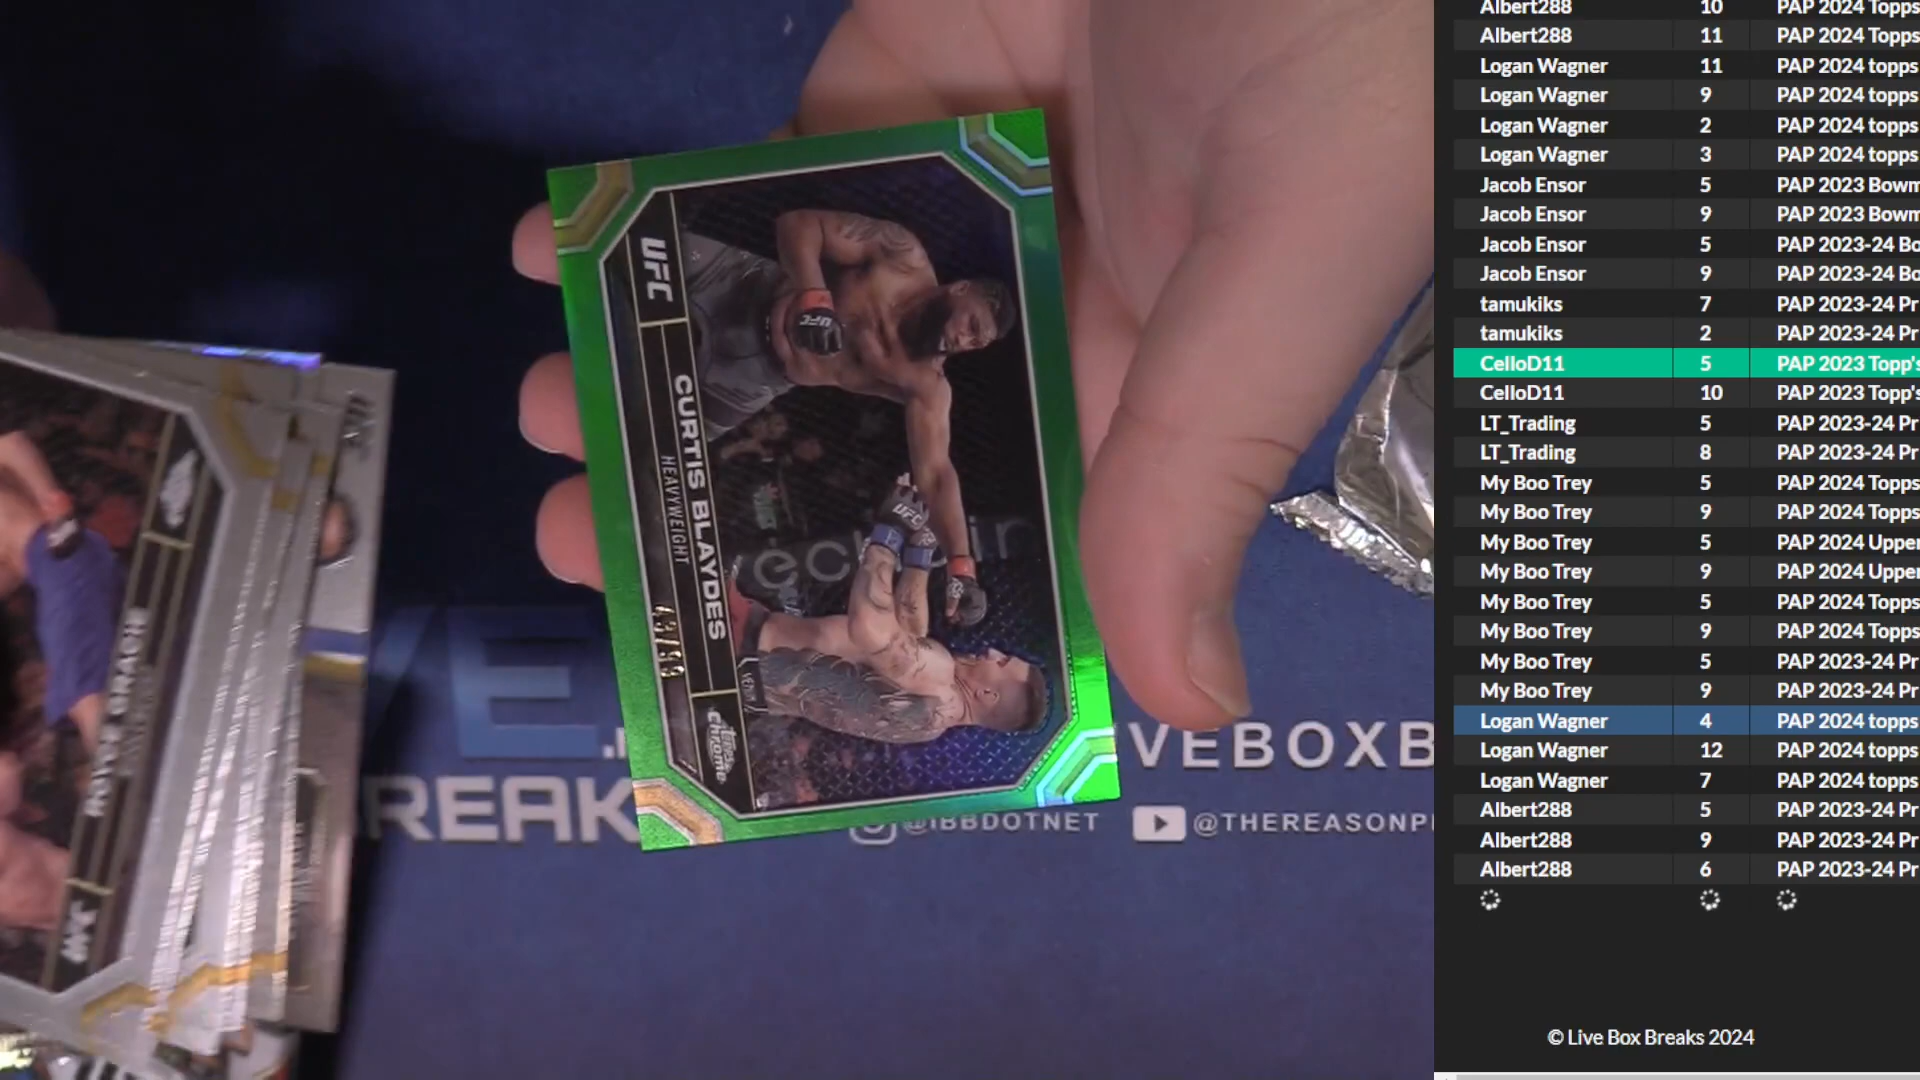 UFC
CURTIS BLAYDES
HEAVYWEIGHT
topps
chrome
UFC
UFC
VENUM
ROYCE GRACIE
VE.
BREAK
VEBOXB
@lBBDOTNET
@THEREASONP
Albert288 10 PAP 2024 Topps
Albert288 11 PAP 2024 Topps
Logan Wagner 11 PAP 2024 topps
Logan Wagner 9 PAP 2024 topps
Logan Wagner 2 PAP 2024 topps
Logan Wagner 3 PAP 2024 topps
Jacob Ensor 5 PAP 2023 Bowm
Jacob Ensor 9 PAP 2023 Bowm
Jacob Ensor 5 PAP 2023-24 Bo
Jacob Ensor 9 PAP 2023-24 Bo
tamukiks 7 PAP 2023-24 Pr
tamukiks 2 PAP 2023-24 Pr
CelloD11 5 PAP 2023 Topp's
CelloD11 10 PAP 2023 Topp's
LT_Trading 5 PAP 2023-24 Pr
LT_Trading 8 PAP 2023-24 Pr
My Boo Trey 5 PAP 2024 Topps
My Boo Trey 9 PAP 2024 Topps
My Boo Trey 5 PAP 2024 Upper
My Boo Trey 9 PAP 2024 Upper
My Boo Trey 5 PAP 2024 Topps
My Boo Trey 9 PAP 2024 Topps
My Boo Trey 5 PAP 2023-24 Pr
My Boo Trey 9 PAP 2023-24 Pr
Logan Wagner 4 PAP 2024 topps
Logan Wagner 12 PAP 2024 topps
Logan Wagner 7 PAP 2024 topps
Albert288 5 PAP 2023-24 Pr
Albert288 9 PAP 2023-24 Pr
Albert288 6 PAP 2023-24 Pr
© Live Box Breaks 2024